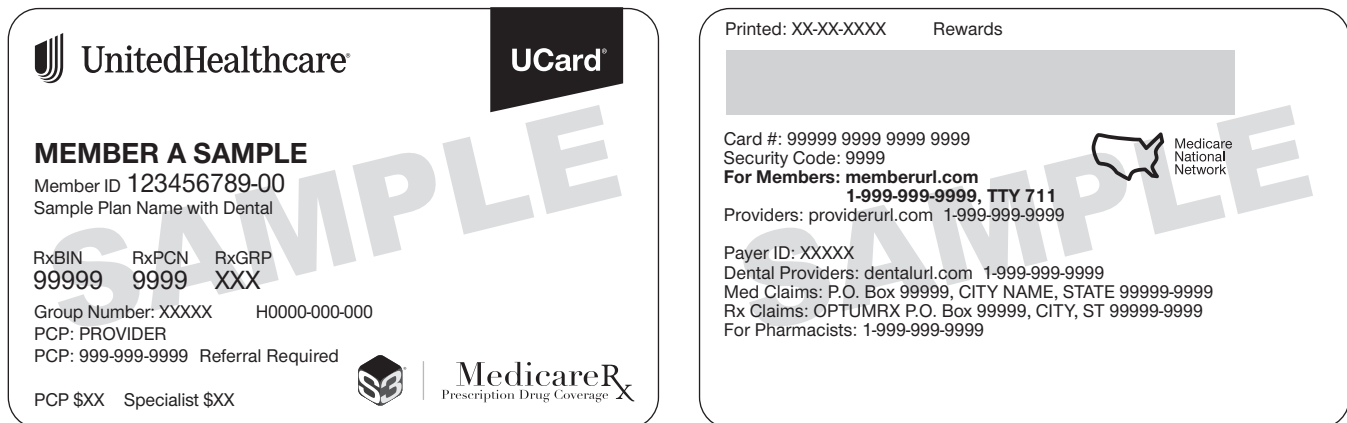 UnitedHealthcare®
UCard®
MEMBER A SAMPLE
Member ID 123456789-00
Sample Plan Name with Dental
RxBIN RxPCN RxGRP
99999 9999 XXX
Group Number: XXXXX H0000-000-000
PCP: PROVIDER
PCP: 999-999-9999 Referral Required
PCP $XX Specialist $XX
S3
MedicareRx
Prescription Drug Coverage
SAMPLE
Printed: XX-XX-XXXX Rewards
Card #: 99999 9999 9999 9999
Security Code: 9999
For Members: memberurl.com
1-999-999-9999, TTY 711
Providers: providerurl.com 1-999-999-9999
Medicare
National
Network
Payer ID: XXXXX
Dental Providers: dentalurl.com 1-999-999-9999
Med Claims: P.O. Box 99999, CITY NAME, STATE 99999-9999
Rx Claims: OPTUMRX P.O. Box 99999, CITY, ST 99999-9999
For Pharmacists: 1-999-999-9999
SAMPLE